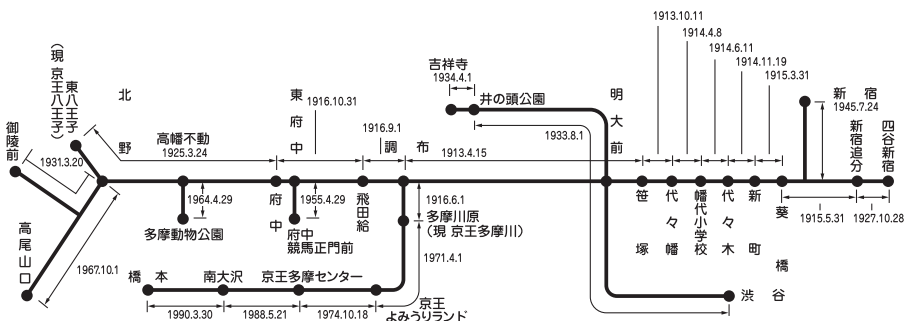 1913.10.11
1914.4.8
1914.6.11
1914.11.19
1915.3.31
吉祥寺
1934.4.1
井の頭公園
1933.8.1
明大前
新宿
1945.7.24
新宿追分
四谷新宿
東八王子
（現 京王八王子）
北野
高幡不動
1925.3.24
東府中
1916.10.31
1916.9.1
調布
1913.4.15
御陵前
1931.3.20
高尾山口
1967.10.1
1964.4.29
多摩動物公園
府中
1955.4.29
府中
競馬正門前
飛田給
1916.6.1
多摩川原
（現 京王多摩川）
1971.4.1
笹塚
代々幡
幡代小学校
代々木
新町
葵橋
1915.5.31
1927.10.28
渋谷
橋本
南大沢
京王多摩センター
京王
よみうりランド
1990.3.30
1988.5.21
1974.10.18